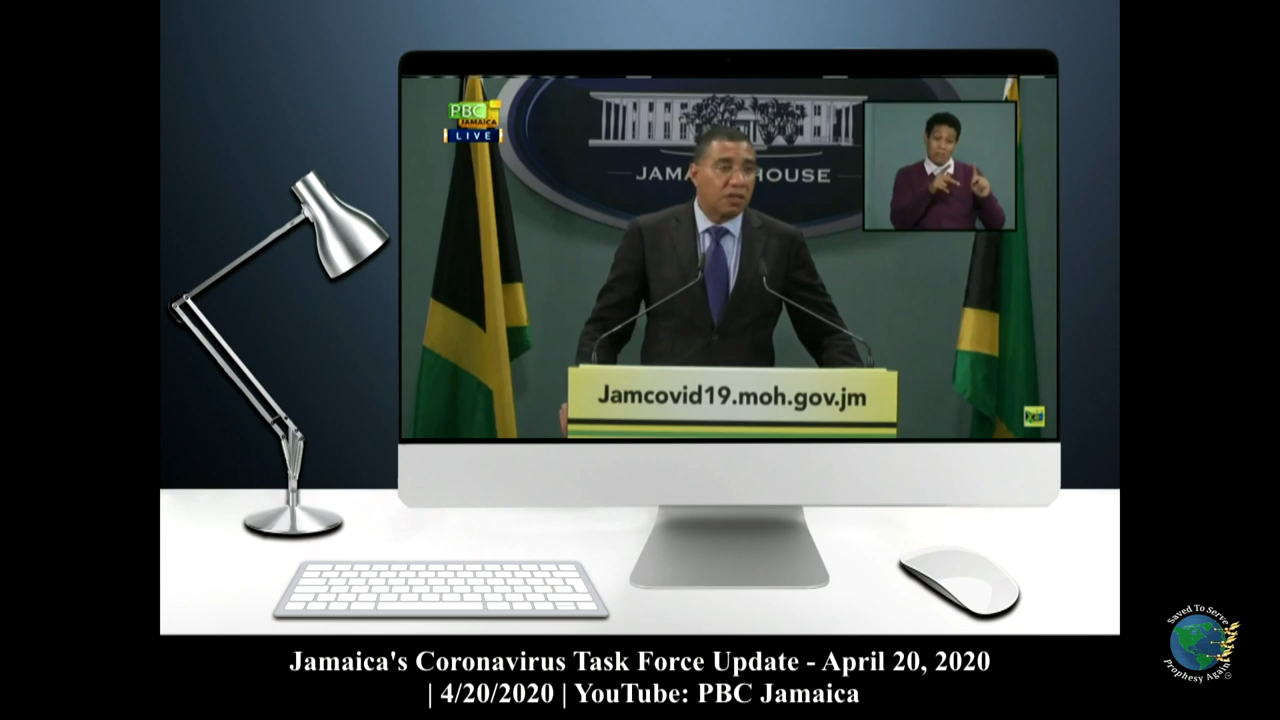 PBC
JAMAICA
LIVE
JAMA HOUSE
Jamcovid19.moh.gov.jm
Jamaica's Coronavirus Task Force Update - April 20, 2020
| 4/20/2020 | YouTube: PBC Jamaica
Saved To Serve
Prophesy Again